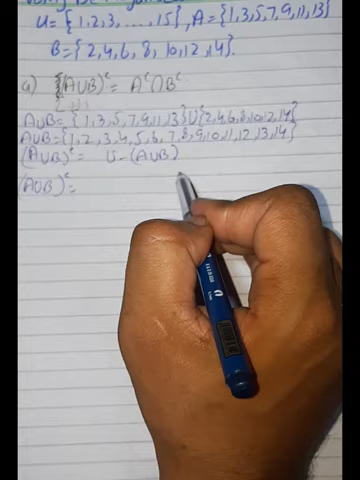 U = {1,2,3, ...., 15}, A = {1,3,5,7,9,11,13}
B = {2,4,6,8,10,12,14}.
a) (A∪B)ᶜ = Aᶜ∩Bᶜ
A∪B = {1,3,5,7,9,11,13}∪{2,4,6,8,10,12,14}
A∪B = {1,2,3,4,5,6,7,8,9,10,11,12,13,14}
(A∪B)ᶜ = U-(A∪B)
(A∪B)ᶜ =